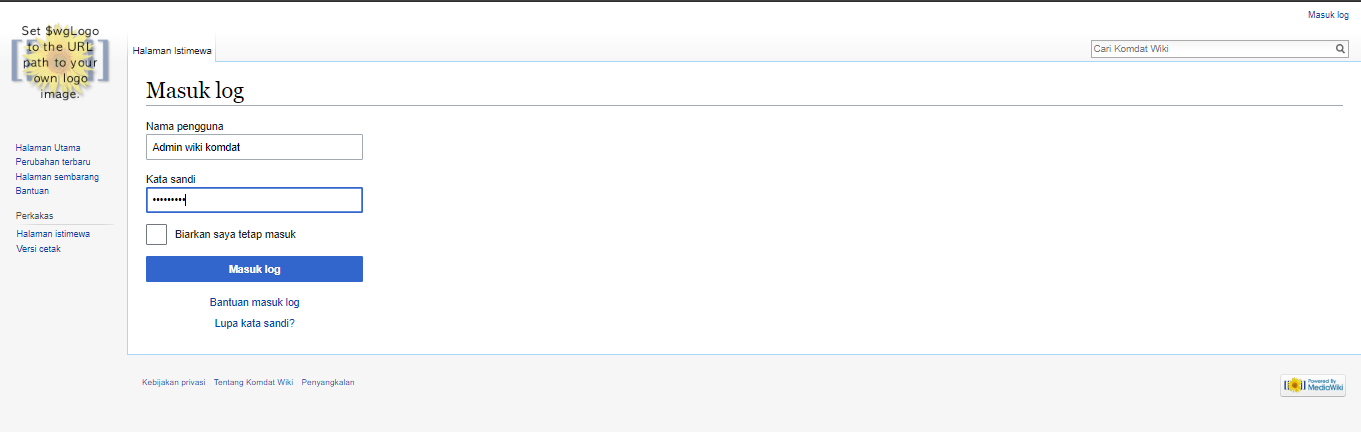 Masuk log
Set $wgLogo
to the URL
path to your
own logo
image.
Halaman Istimewa
Cari Komdat Wiki
Masuk log
Nama pengguna
Admin wiki komdat
Kata sandi
•••••••••
Biarkan saya tetap masuk
Masuk log
Bantuan masuk log
Lupa kata sandi?
Halaman Utama
Perubahan terbaru
Halaman sembarang
Bantuan
Perkakas
Halaman istimewa
Versi cetak
Kebijakan privasi Tentang Komdat Wiki Penyangkalan
Powered By
MediaWiki